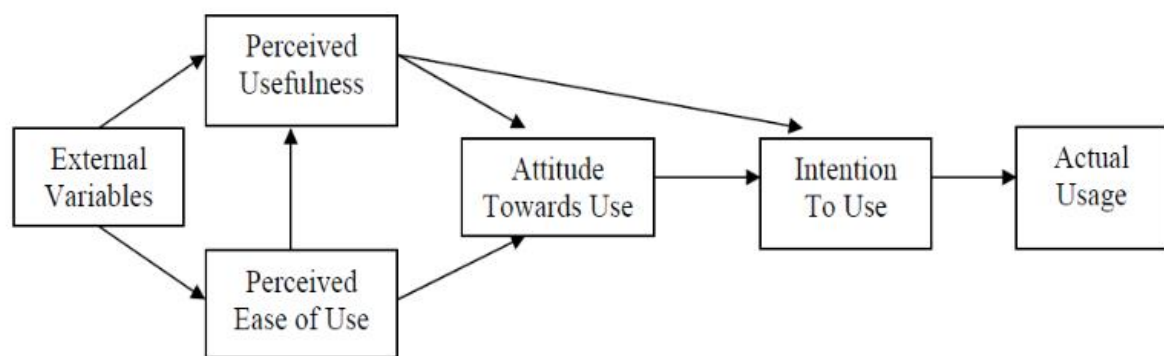 Perceived
Usefulness
External
Variables
Attitude
Towards Use
Intention
To Use
Actual
Usage
Perceived
Ease of Use